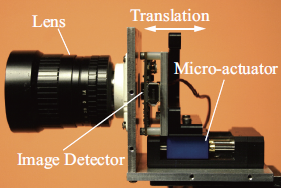 Translation
Lens
Micro-actuator
Image Detector